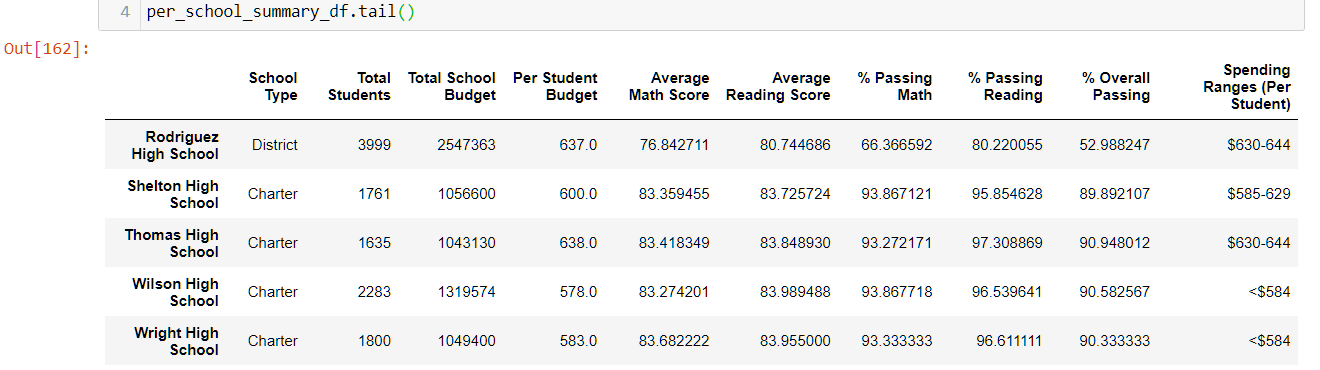 4 per_school_summary_df.tail()
Out[162]:
School Type Total Students Total School Budget Per Student Budget Average Math Score Average Reading Score % Passing Math % Passing Reading % Overall Passing Spending Ranges (Per Student)
Rodriguez High School District 3999 2547363 637.0 76.842711 80.744686 66.366592 80.220055 52.988247 $630-644
Shelton High School Charter 1761 1056600 600.0 83.359455 83.725724 93.867121 95.854628 89.892107 $585-629
Thomas High School Charter 1635 1043130 638.0 83.418349 83.848930 93.272171 97.308869 90.948012 $630-644
Wilson High School Charter 2283 1319574 578.0 83.274201 83.989488 93.867718 96.539641 90.582567 <$584
Wright High School Charter 1800 1049400 583.0 83.682222 83.955000 93.333333 96.611111 90.333333 <$584